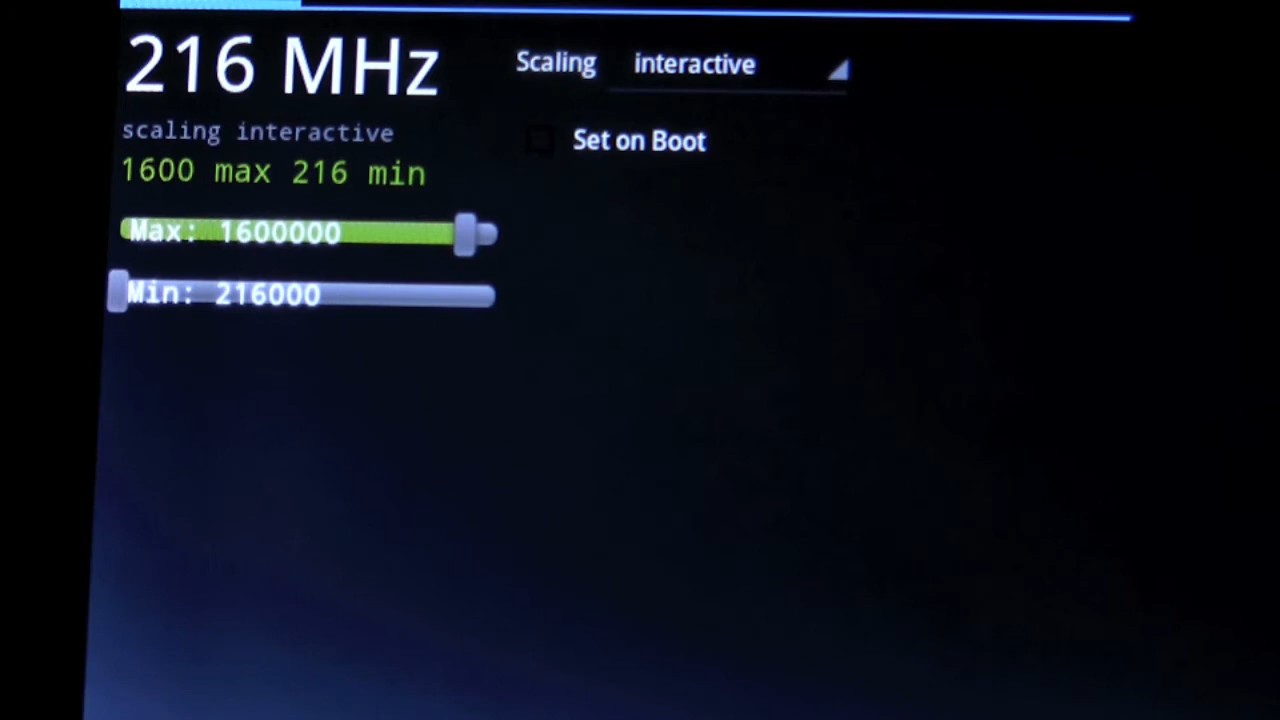 216 MHz
Scaling interactive
scaling interactive
Set on Boot
1600 max 216 min
Max: 1600000
Min: 216000